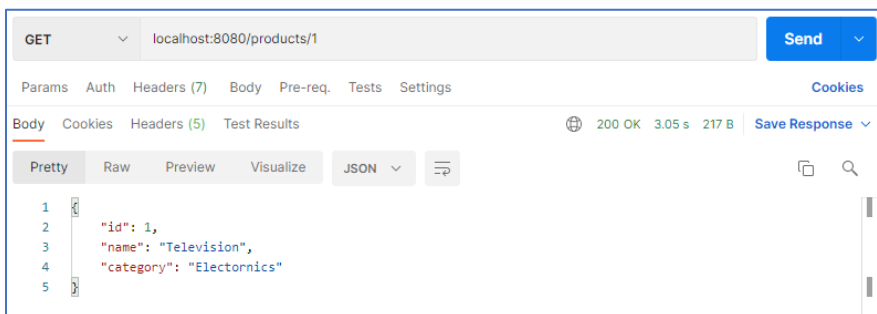 GET localhost:8080/products/1 Send
Params Auth Headers (7) Body Pre-req. Tests Settings Cookies
Body Cookies Headers (5) Test Results 200 OK 3.05 s 217 B Save Response
Pretty Raw Preview Visualize JSON
1 {
2 "id": 1,
3 "name": "Television",
4 "category": "Electornics"
5 }